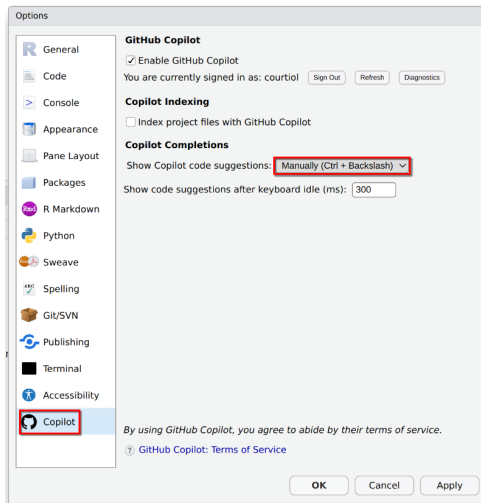 Options
General
Code
Console
Appearance
Pane Layout
Packages
Rmd R Markdown
Python
Sweave
ABC Spelling
Git/SVN
Publishing
Terminal
Accessibility
Copilot
GitHub Copilot
Enable GitHub Copilot
You are currently signed in as: courtiol Sign Out Refresh Diagnostics
Copilot Indexing
Index project files with GitHub Copilot
Copilot Completions
Show Copilot code suggestions: Manually (Ctrl + Backslash)
Show code suggestions after keyboard idle (ms): 300
By using GitHub Copilot, you agree to abide by their terms of service.
? GitHub Copilot: Terms of Service
OK Cancel Apply